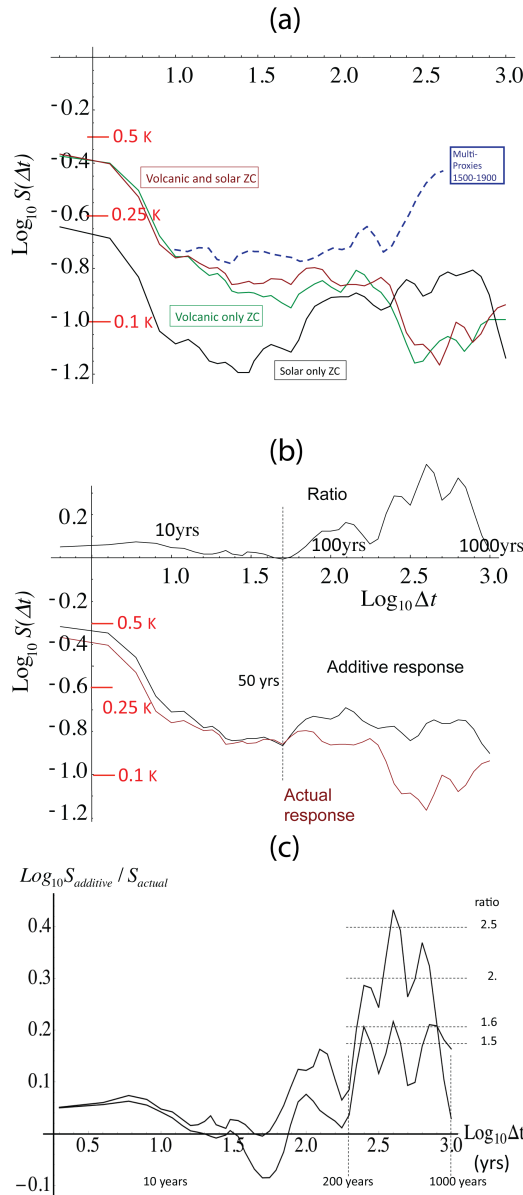 (a)
1.0 1.5 2.0 2.5 3.0
-0.2
0.5 K
-0.4
Multi-
Proxies
1500-1900
Volcanic and solar ZC
-0.6
0.25K
Log10 S(Δt)
-0.8
Volcanic only ZC
-1.0
0.1 K
Solar only ZC
-1.2
(b)
Ratio
0.2
10yrs
100yrs
1000yrs
1.0 1.5 2.0 2.5 3.0
Log10 Δt
-0.2
0.5 K
-0.4
Log10 S(Δt)
50 yrs
Additive response
-0.6
0.25 K
-0.8
-1.0
0.1 K
Actual
response
-1.2
(c)
Log10Sadditive / Sactual
ratio
0.4
2.5
0.3
2.
0.2
1.6
1.5
0.1
0.5 1.0 1.5 2.0 2.5 3.0
Log10Δt
(yrs)
-0.1
10 years 200 years 1000 years